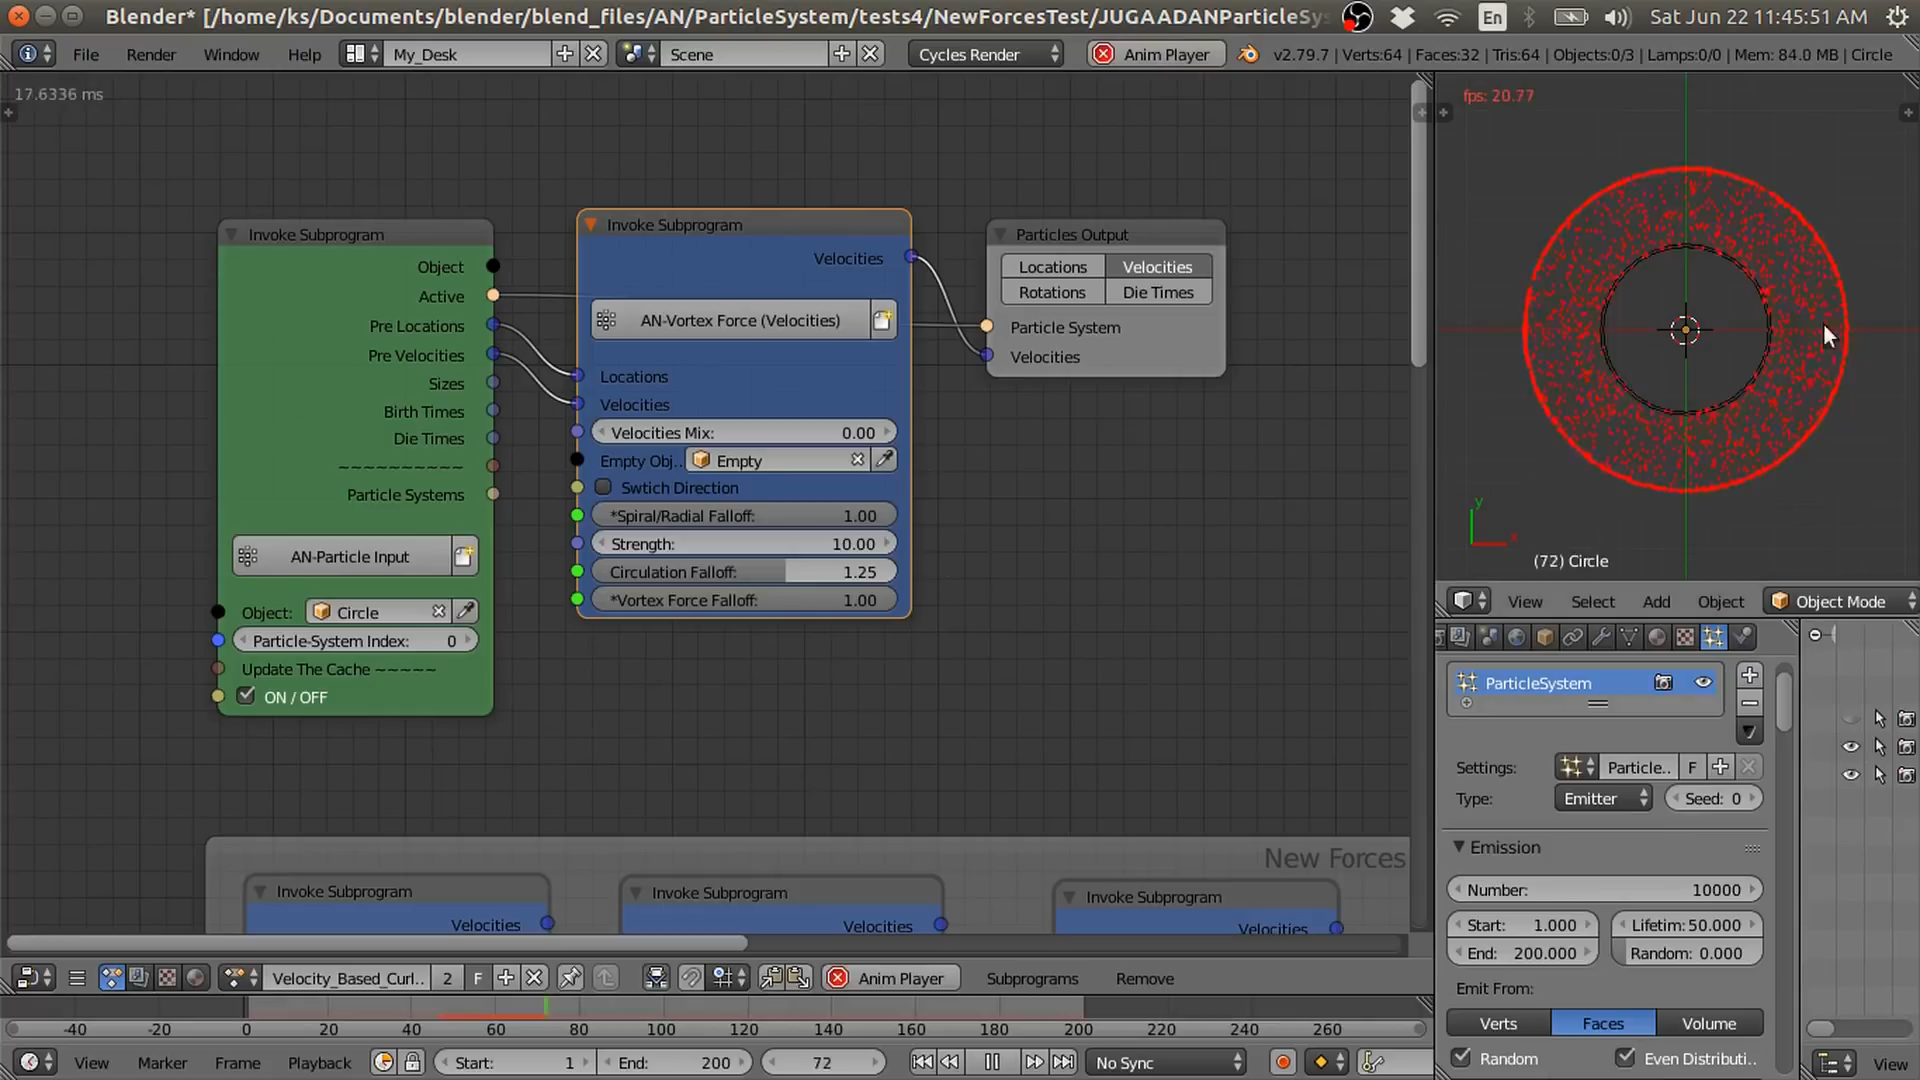 Blender* [/home/ks/Documents/blender/blend_files/AN/ParticleSystem/tests4/NewForcesTest/JUGAADANParticleSy
En
Sat Jun 22 11:45:51 AM
File Render Window Help
My_Desk
Scene
Cycles Render
Anim Player
v2.79.7 | Verts:64 | Faces:32 | Tris:64 | Objects:0/3 | Lamps:0/0 | Mem: 84.0 MB | Circle
17.6336 ms
fps: 20.77
Invoke Subprogram
Object
Active
Pre Locations
Pre Velocities
Sizes
Birth Times
Die Times
~~~~~~~~~~
Particle Systems
AN-Particle Input
Object: Circle
Particle-System Index: 0
Update The Cache ~~~~~
ON / OFF
Invoke Subprogram
Velocities
AN-Vortex Force (Velocities)
Locations
Velocities
Velocities Mix: 0.00
Empty Obj.. Empty
Swtich Direction
*Spiral/Radial Falloff: 1.00
Strength: 10.00
Circulation Falloff: 1.25
*Vortex Force Falloff: 1.00
Particles Output
Locations Velocities
Rotations Die Times
Particle System
Velocities
New Forces
Invoke Subprogram
Velocities
Invoke Subprogram
Velocities
Invoke Subprogram
Velocities
y
x
(72) Circle
View Select Add Object Object Mode
ParticleSystem
Settings: Particle.. F
Type: Emitter Seed: 0
Emission
Number: 10000
Start: 1.000 Lifetim: 50.000
End: 200.000 Random: 0.000
Emit From:
Verts Faces Volume
Random Even Distributi..
View
Velocity_Based_Curl.. 2 F
Anim Player Subprograms Remove
-40 -20 0 20 40 60 80 100 120 140 160 180 200 220 240 260
View Marker Frame Playback
Start: 1 End: 200 72
No Sync